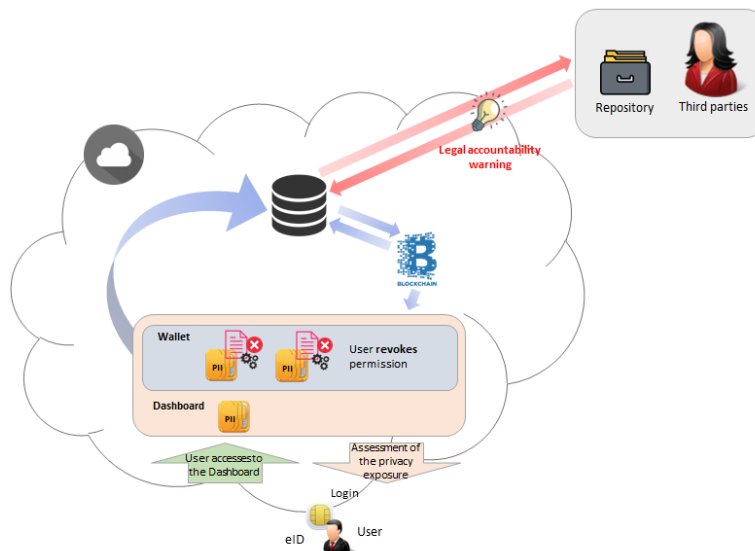 Repository
Third parties
Legal accountability
warning
BLOCKCHAIN
Wallet
PII
PII
User revokes
permission
Dashboard
PII
User accessesto
the Dashboard
Assessment of
the privacy
exposure
Login
eID
User